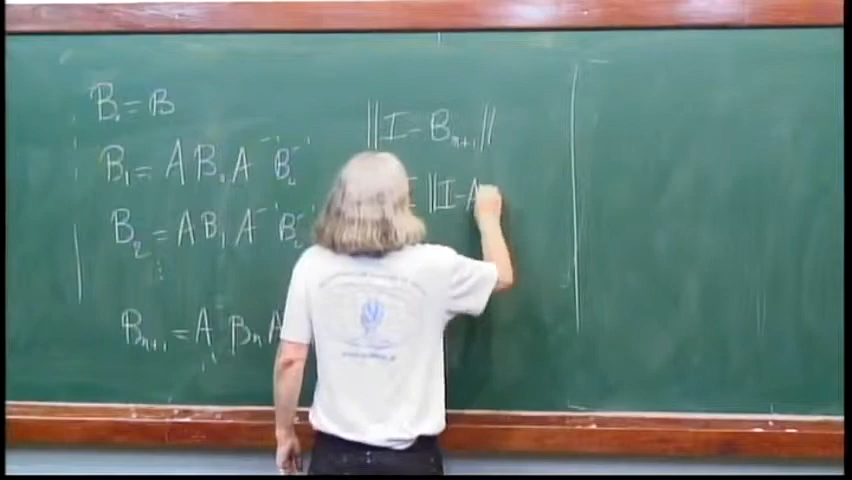 B₀ = B
B₁ = A B₀ A⁻¹ B₀⁻¹
B₂ = A B₁ A⁻¹ B₁⁻¹
⋮
Bₙ₊₁ = A Bₙ A
‖I - Bₙ₊₁‖
= ‖I - A